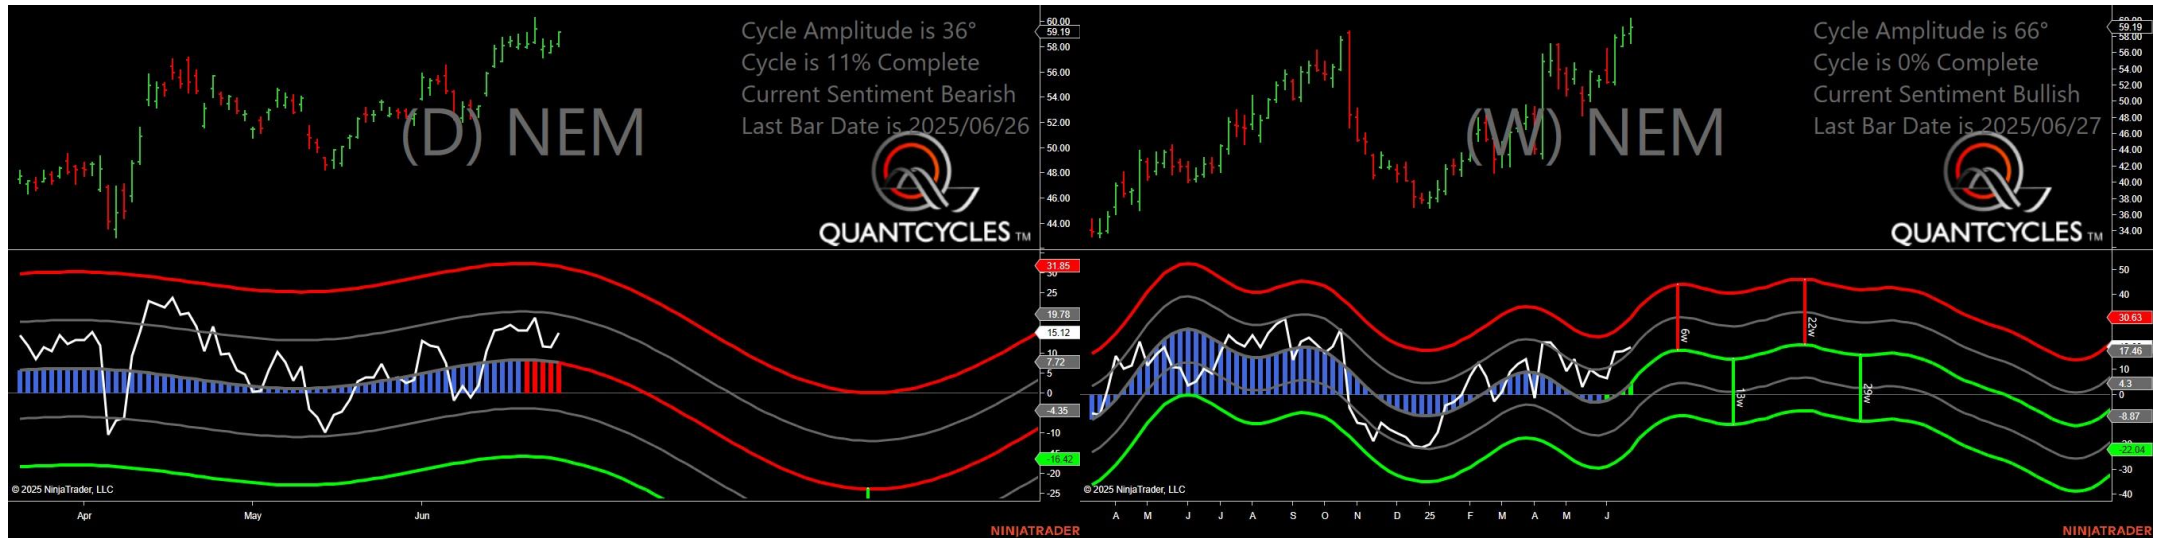 Cycle Amplitude is 36°
Cycle is 11% Complete
Current Sentiment Bearish
Last Bar Date is 2025/06/26
(D) NEM
QUANTCYCLES TM
60.00
59.19
58.00
56.00
54.00
52.00
50.00
48.00
46.00
44.00
31.85
30
25
19.78
15.12
10
7.72
5
0
-4.35
-10
-16.42
-20
-25
© 2025 NinjaTrader, LLC
Apr May Jun
NINJATRADER
Cycle Amplitude is 66°
Cycle is 0% Complete
Current Sentiment Bullish
Last Bar Date is 2025/06/27
(W) NEM
QUANTCYCLES TM
60.00
59.19
58.00
56.00
54.00
52.00
50.00
48.00
46.00
44.00
42.00
40.00
38.00
36.00
34.00
6w
22w
13w
29w
50
40
30.63
17.46
10
4.3
0
-8.87
-22.04
-30
-40
© 2025 NinjaTrader, LLC
A M J J A S O N D 25 F M A M J
NINJATRADER